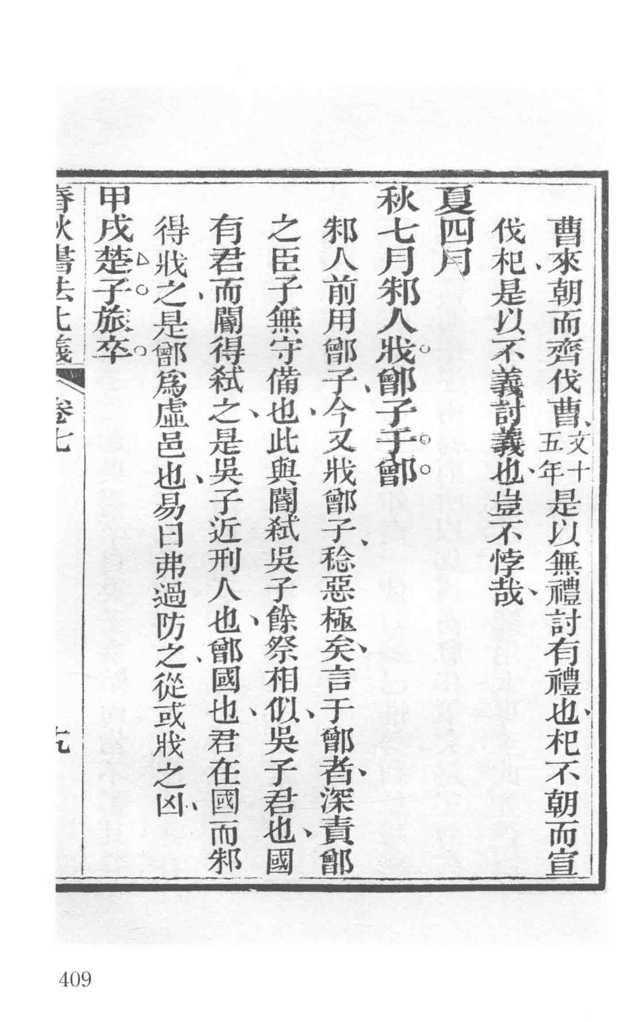 曹來朝而齊伐曹文十五年是以無禮討有禮也杞不朝而宣
伐杞是以不義討義也豈不悖哉
夏四月
秋七月邾人戕鄫子于鄫
邾人前用鄫子今又戕鄫子稔惡極矣言于鄫者深責鄫
之臣子無守備也此與閽弑吳子餘祭相似吳子君也國
有君而閽得弑之是吳子近刑人也鄫國也君在國而邾
得戕之是鄫爲虛邑也易曰弗過防之從或戕之凶
甲戌楚子旅卒
春秋書法比義 卷七 九
409